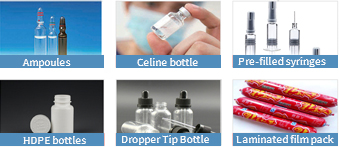 Ampoules
Celine bottle
Pre-filled syringes
HDPE bottles
Dropper Tip Bottle
Laminated film pack